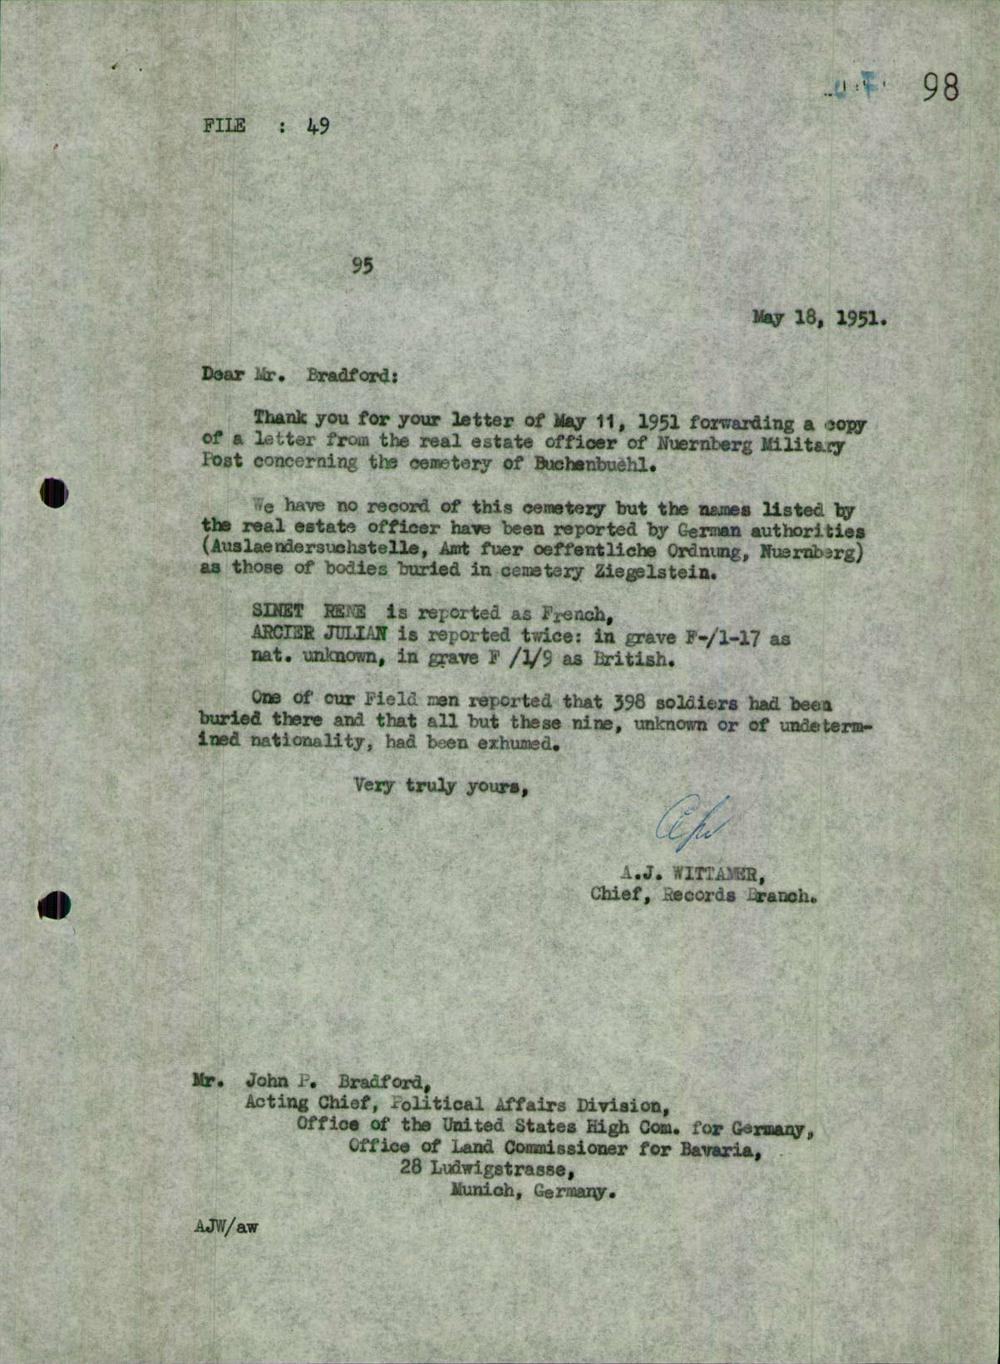 98
FILE : 49
95
May 18, 1951.
Dear Mr. Bradford:
Thank you for your letter of May 11, 1951 forwarding a copy
of a letter from the real estate officer of Nuernberg Military
Post concerning the cemetery of Buchenbuehl.
We have no record of this cemetery but the names listed by
the real estate officer have been reported by German authorities
(Auslaendersuchstelle, Amt fuer oeffentliche Ordnung, Nuernberg)
as those of bodies buried in cemetery Ziegelstein.
SINET RENE is reported as French,
ARCIER JULIAN is reported twice: in grave F-/1-17 as
nat. unknown, in grave F /1/9 as British.
One of our Field men reported that 398 soldiers had been
buried there and that all but these nine, unknown or of undeterm-
ined nationality, had been exhumed.
Very truly yours,
A.J. WITTAMER,
Chief, Records Branch.
Mr. John P. Bradford,
Acting Chief, Political Affairs Division,
Office of the United States High Com. for Germany,
Office of Land Commissioner for Bavaria,
28 Ludwigstrasse,
Munich, Germany.
AJW/aw